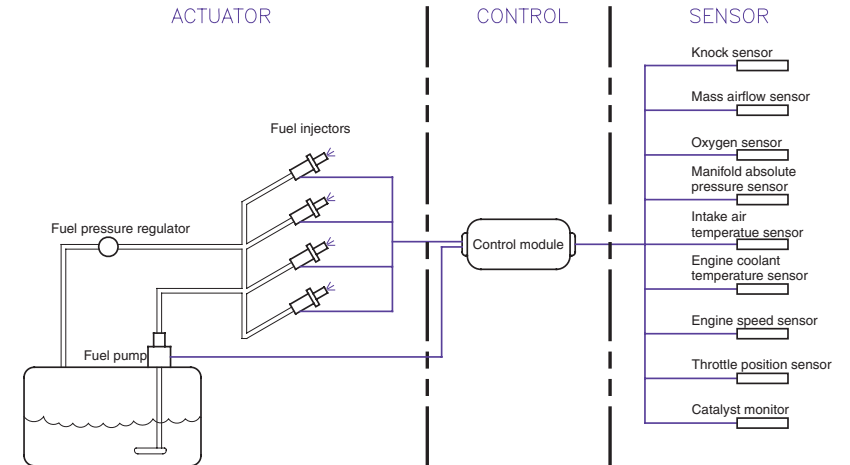 ACTUATOR
CONTROL
SENSOR
Fuel injectors
Fuel pressure regulator
Fuel pump
Control module
Knock sensor
Mass airflow sensor
Oxygen sensor
Manifold absolute
pressure sensor
Intake air
temperatue sensor
Engine coolant
temperature sensor
Engine speed sensor
Throttle position sensor
Catalyst monitor